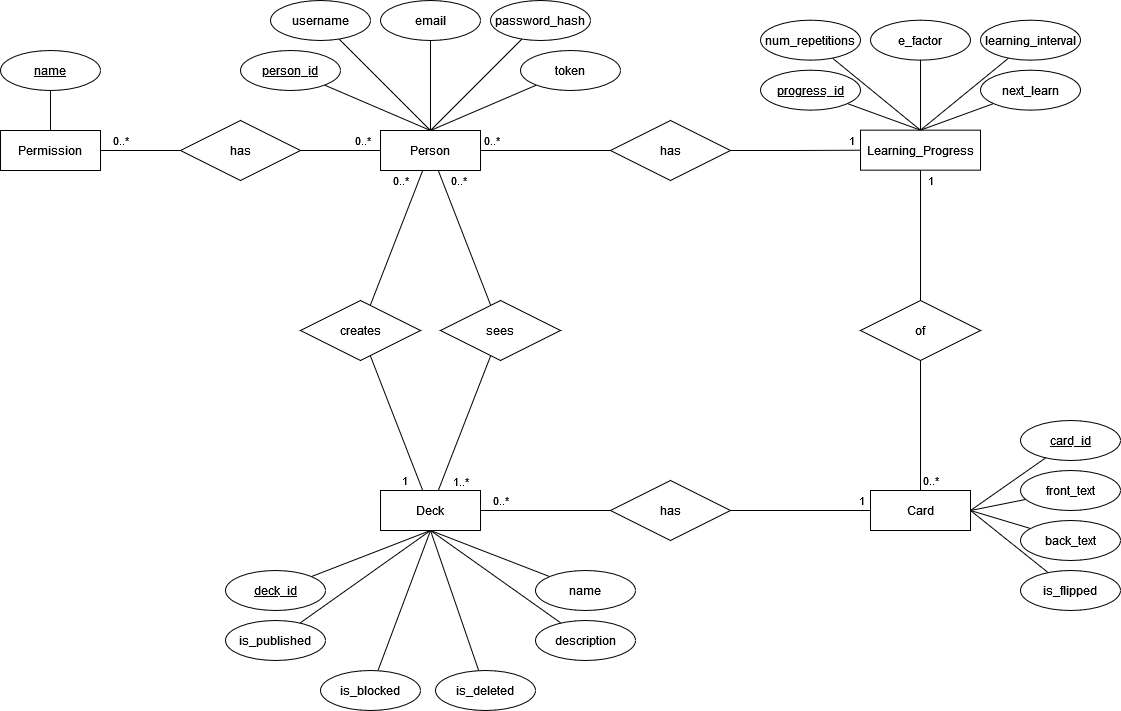 username
email
password_hash
num_repetitions
e_factor
learning_interval
name
person_id
token
progress_id
next_learn
Permission
0..*
has
0..*
Person
0..*
has
1
Learning_Progress
0..*
0..*
1
creates
sees
of
card_id
1
1..*
0..*
front_text
Deck
0..*
has
1
Card
back_text
deck_id
name
is_flipped
is_published
description
is_blocked
is_deleted